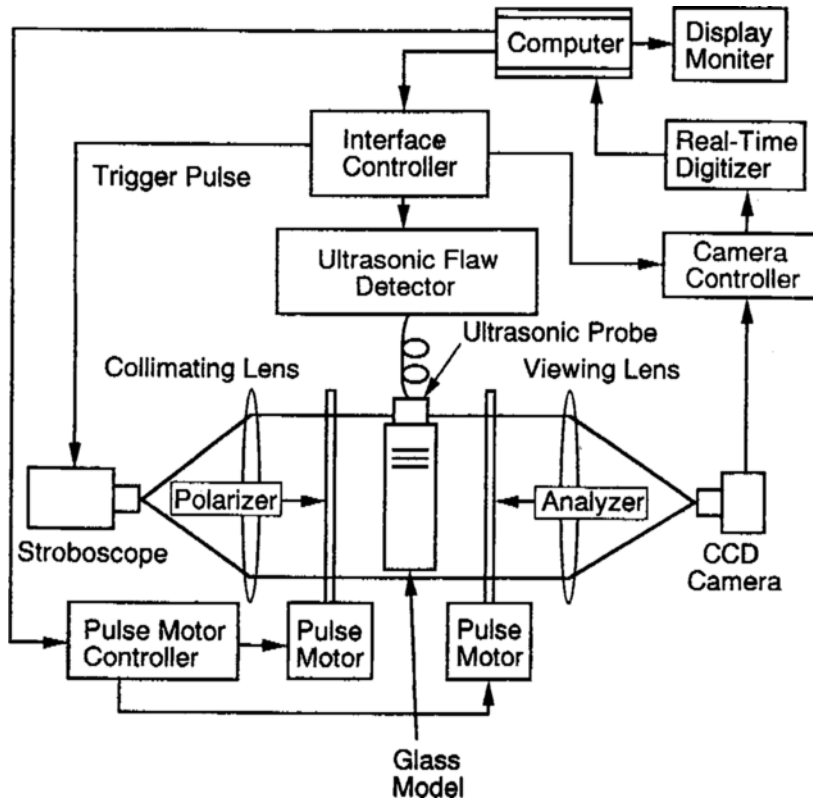 Computer
Display
Moniter
Interface
Controller
Real-Time
Digitizer
Trigger Pulse
Ultrasonic Flaw
Detector
Camera
Controller
Ultrasonic Probe
Collimating Lens
Viewing Lens
Polarizer
Analyzer
Stroboscope
CCD
Camera
Pulse Motor
Controller
Pulse
Motor
Pulse
Motor
Glass
Model